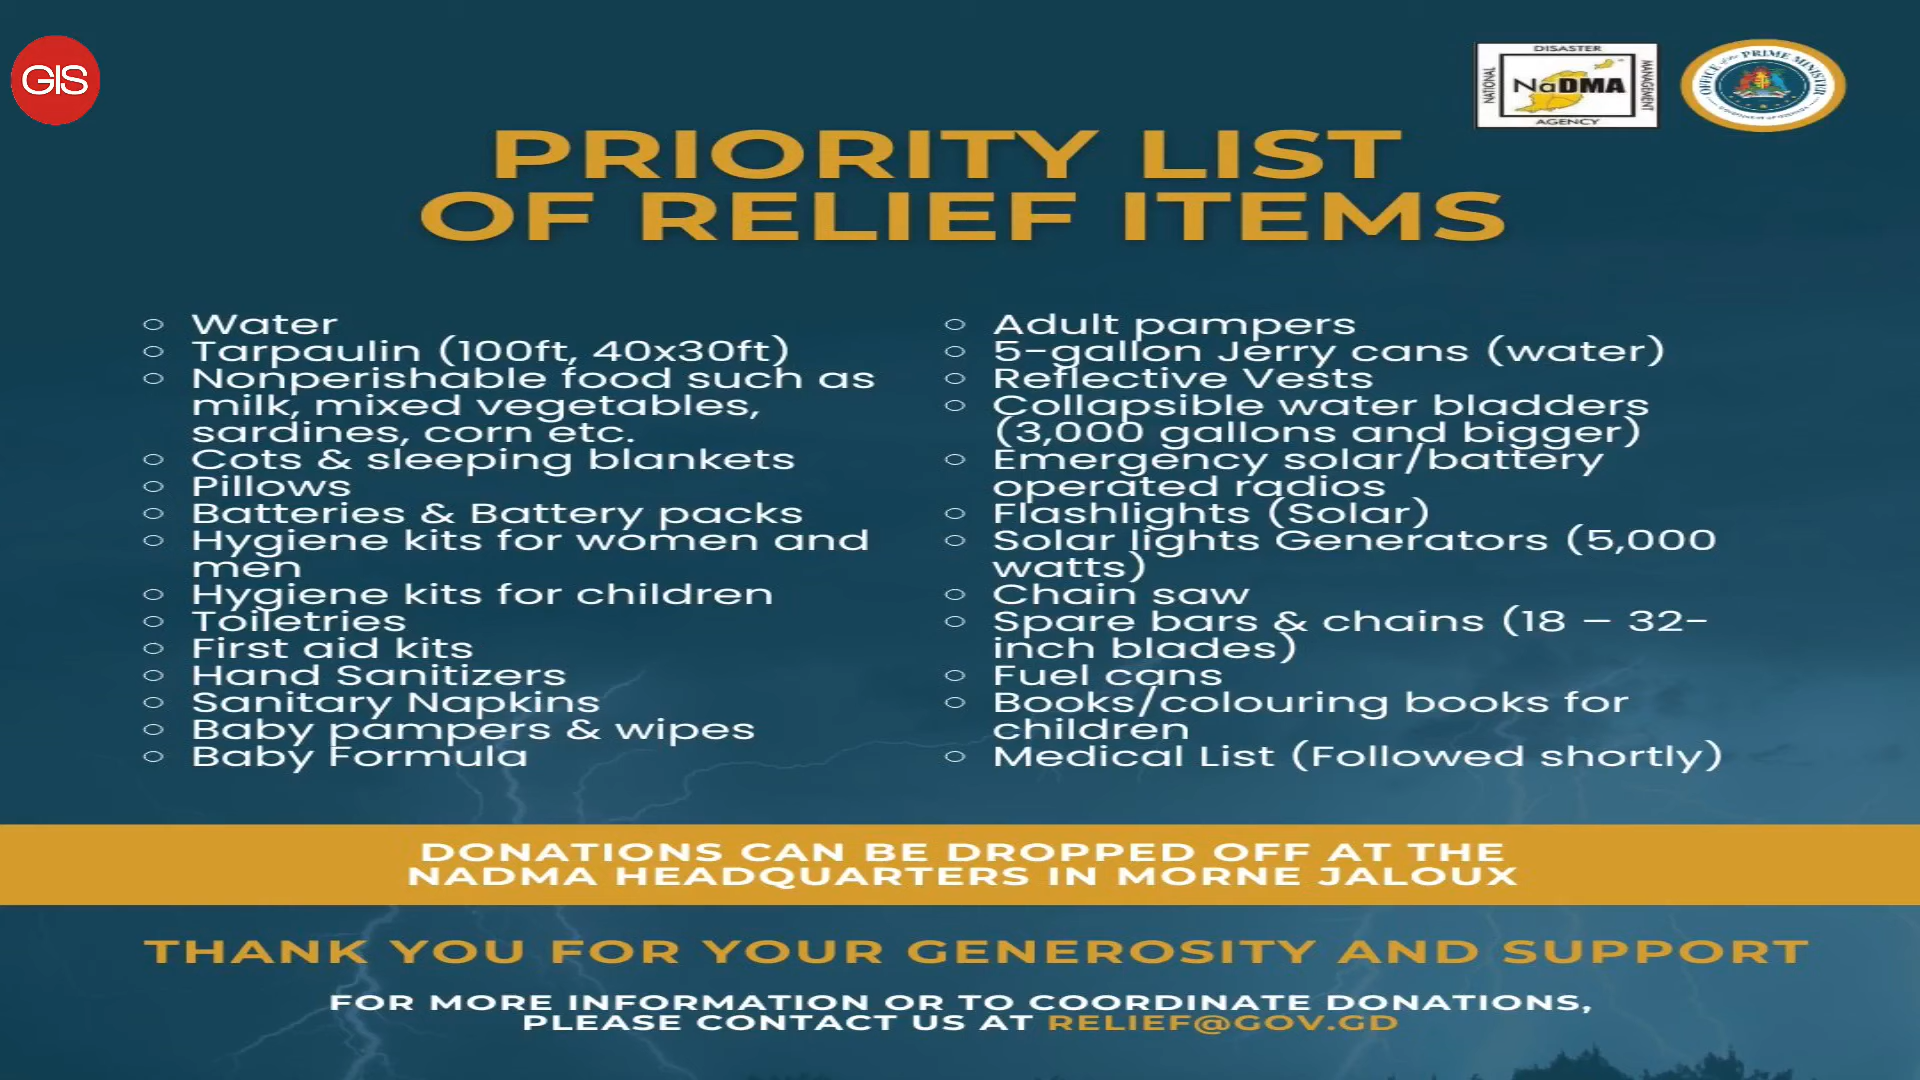 GIS
DISASTER
NATIONAL
NaDMA
MANAGEMENT
AGENCY
OFFICE of the PRIME MINISTER
PRIORITY LIST
OF RELIEF ITEMS
Water
Tarpaulin (100ft, 40x30ft)
Nonperishable food such as
milk, mixed vegetables,
sardines, corn etc.
Cots & sleeping blankets
Pillows
Batteries & Battery packs
Hygiene kits for women and
men
Hygiene kits for children
Toiletries
First aid kits
Hand Sanitizers
Sanitary Napkins
Baby pampers & wipes
Baby Formula
Adult pampers
5-gallon Jerry cans (water)
Reflective Vests
Collapsible water bladders
(3,000 gallons and bigger)
Emergency solar/battery
operated radios
Flashlights (Solar)
Solar lights Generators (5,000
watts)
Chain saw
Spare bars & chains (18 – 32-
inch blades)
Fuel cans
Books/colouring books for
children
Medical List (Followed shortly)
DONATIONS CAN BE DROPPED OFF AT THE
NADMA HEADQUARTERS IN MORNE JALOUX
THANK YOU FOR YOUR GENEROSITY AND SUPPORT
FOR MORE INFORMATION OR TO COORDINATE DONATIONS,
PLEASE CONTACT US AT RELIEF@GOV.GD